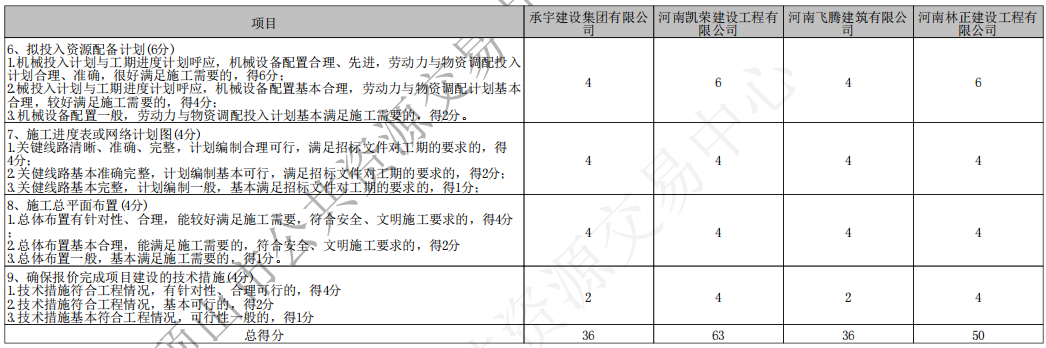 项目
承宇建设集团有限公
司
河南凯荣建设工程有
限公司
河南飞腾建筑有限公
司
河南林正建设工程有
限公司
6、拟投入资源配备计划(6分)
1.机械投入计划与工期进度计划呼应，机械设备配置合理、先进，劳动力与物资调配投入
计划合理、准确，很好满足施工需要的，得6分；
2.械投入计划与工期进度计划呼应，机械设备配置基本合理，劳动力与物资调配计划基本
合理，较好满足施工需要的，得4分；
3.机械设备配置一般，劳动力与物资调配投入计划基本满足施工需要的，得2分。
4
6
4
6
7、施工进度表或网络计划图(4分)
1.关键线路清晰、准确、完整，计划编制合理可行，满足招标文件对工期的要求的，得
4分；
2.关健线路基本准确完整，计划编制基本可行，满足招标文件对工期的要求的，得2分；
3.关健线路基本完整，计划编制一般，基本满足招标文件对工期的要求的，得1分；
4
4
4
4
8、施工总平面布置(4分)
1.总体布置有针对性、合理，能较好满足施工需要，符合安全、文明施工要求的，得4分
；
2.总体布置基本合理，能满足施工需要的，符合安全、文明施工要求的，得2分
3.总体布置一般，基本满足施工需要的，得1分。
4
4
4
4
9、确保报价完成项目建设的技术措施(4分)
1.技术措施符合工程情况，有针对性、合理可行的，得4分
2.技术措施符合工程情况，基本可行的，得2分
3.技术措施基本符合工程情况，可行性一般的，得1分
2
4
2
4
总得分
36
63
36
50
顶山市公共资源交易中
资源交易中心